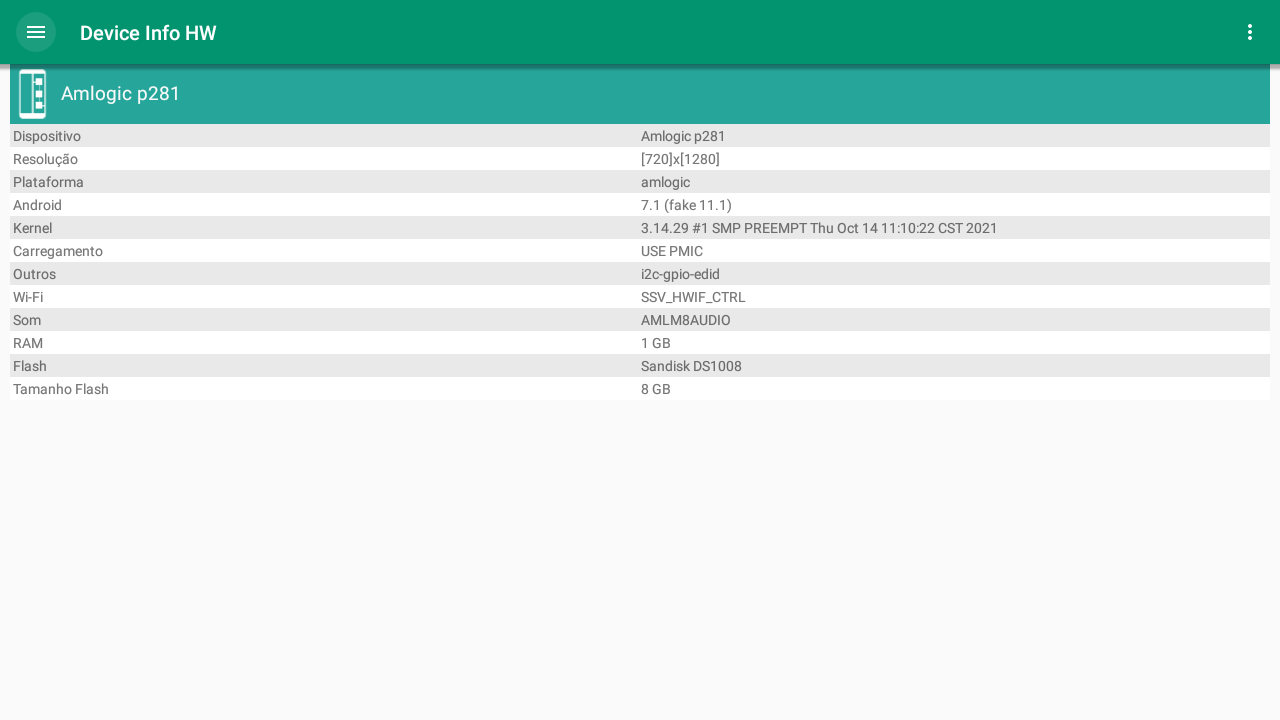 Device Info HW
Amlogic p281
Dispositivo Amlogic p281
Resolução [720]x[1280]
Plataforma amlogic
Android 7.1 (fake 11.1)
Kernel 3.14.29 #1 SMP PREEMPT Thu Oct 14 11:10:22 CST 2021
Carregamento USE PMIC
Outros i2c-gpio-edid
Wi-Fi SSV_HWIF_CTRL
Som AMLM8AUDIO
RAM 1 GB
Flash Sandisk DS1008
Tamanho Flash 8 GB